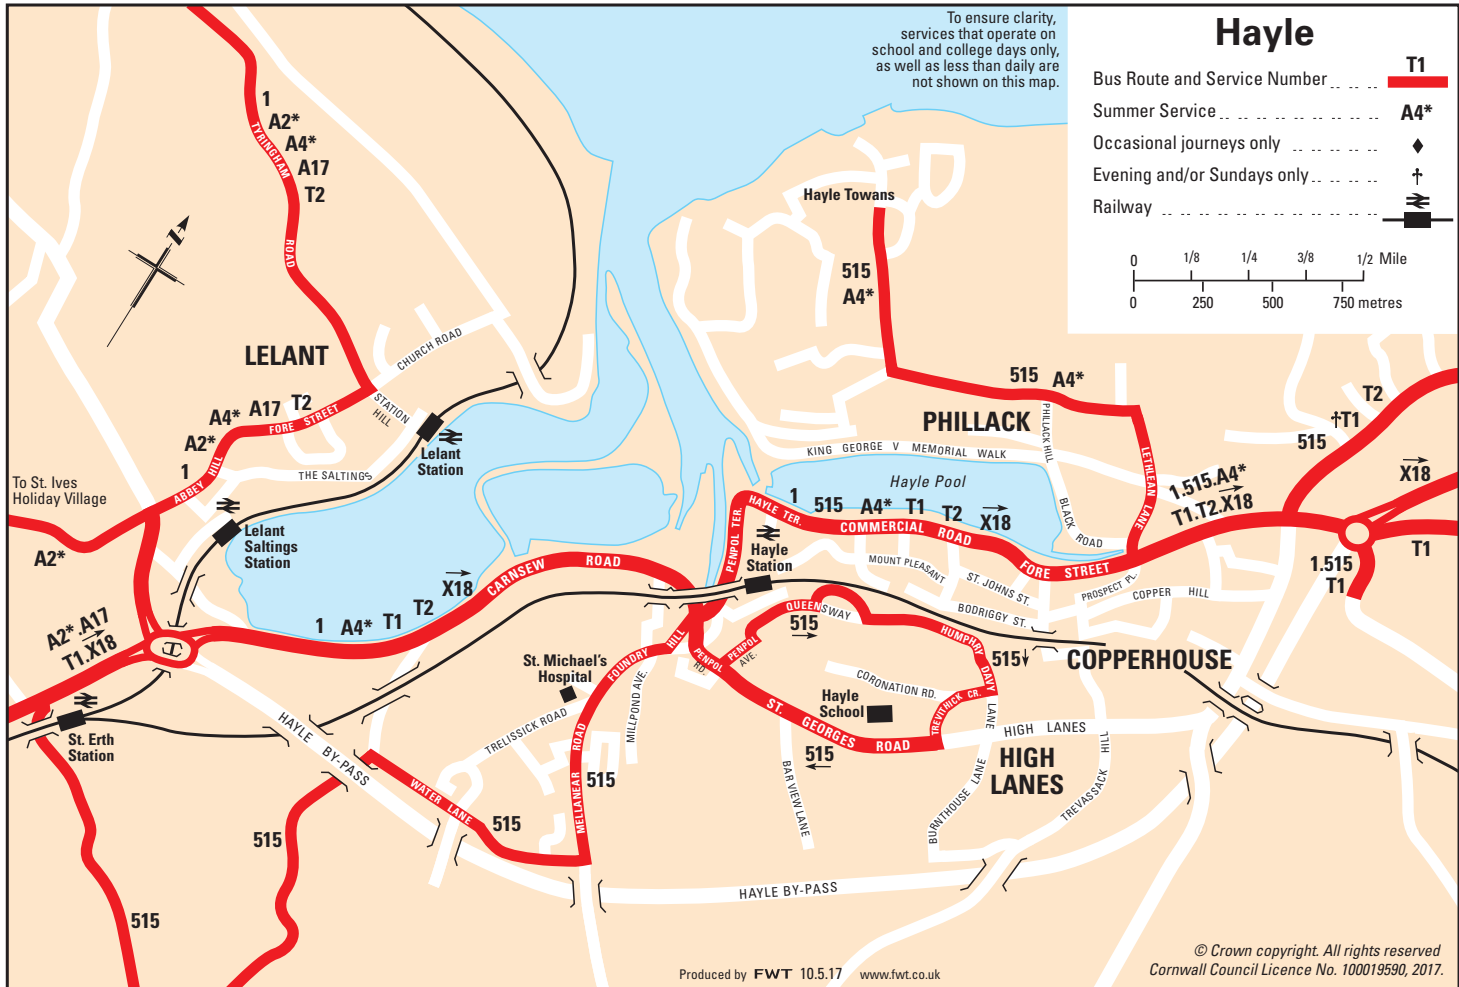 To ensure clarity,
services that operate on
school and college days only,
as well as less than daily are
not shown on this map.
Hayle
Bus Route and Service Number
T1
Summer Service
A4*
Occasional journeys only
♦
Evening and/or Sundays only
†
Railway
0 1/8 1/4 3/8 1/2 Mile
0 250 500 750 metres
1
A2*
A4*
A17
T2
TYRINGHAM
ROAD
N
LELANT
CHURCH ROAD
STATION
HILL
A4* A17 T2
FORE STREET
A2*
1
ABBEY HILL
THE SALTINGS
Lelant
Station
To St. Ives
Holiday Village
A2*
Lelant
Saltings
Station
Hayle Towans
515
A4*
515 A4*
PHILLACK
PHILLACK HILL
KING GEORGE V MEMORIAL WALK
Hayle Pool
BLACK ROAD
LETHLEAN LANE
1.515.A4*
T1.T2.X18
T2
†T1
515
X18
T1
1.515
T1
PENPOL TER.
HAYLE TER.
1 515 A4* T1 T2 X18
COMMERCIAL ROAD
FORE STREET
Hayle
Station
MOUNT PLEASANT
ST. JOHNS ST.
BODRIGGY ST.
PROSPECT PL.
COPPER HILL
COPPERHOUSE
CARNSEW ROAD
1 A4* T1 T2 X18
A2*.A17
T1.X18
St. Erth
Station
HAYLE BY-PASS
St. Michael's
Hospital
TRELISSICK ROAD
FOUNDRY HILL
MILLPOND AVE.
MELLANEAR ROAD
515
WATER LANE
515
515
515
PENPOL
RD.
PENPOL
AVE.
QUEENSWAY
515
HUMPHRY DAVY
LANE
515
CORONATION RD.
Hayle
School
TREVITHICK CR.
ST. GEORGES ROAD
515
BAR VIEW LANE
HIGH LANES
HIGH
LANES
BURNTHOUSE LANE
TREVASSACK
HILL
HAYLE BY-PASS
Produced by FWT 10.5.17 www.fwt.co.uk
© Crown copyright. All rights reserved
Cornwall Council Licence No. 100019590, 2017.